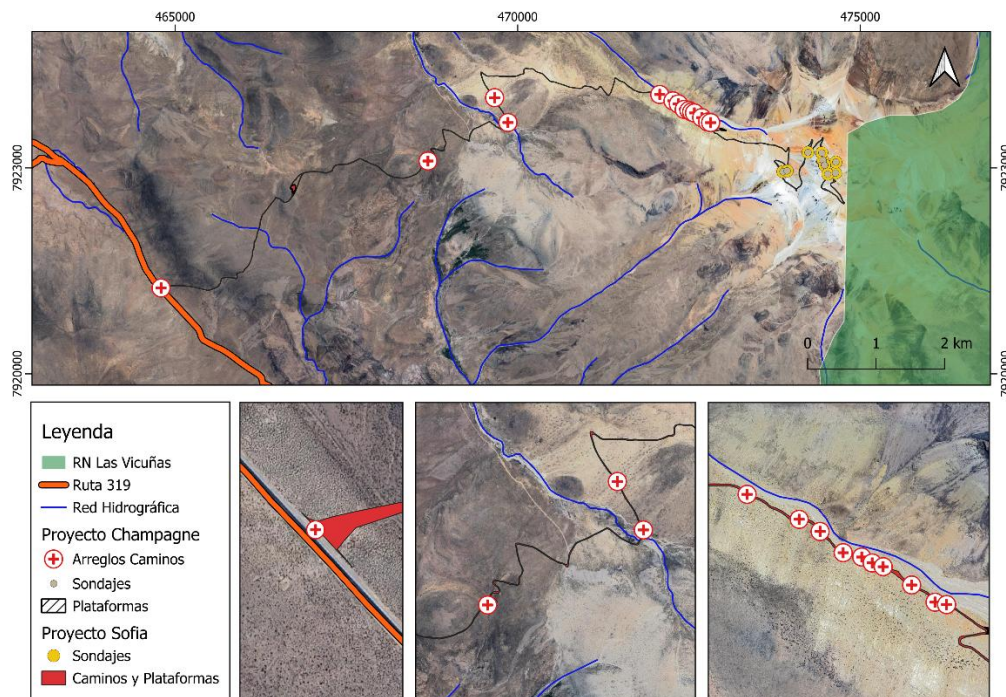 465000 470000 475000
7923000 7923000
0 1 2 km
7920000 7920000
Leyenda
RN Las Vicuñas
Ruta 319
Red Hidrográfica
Proyecto Champagne
Arreglos Caminos
Sondajes
Plataformas
Proyecto Sofia
Sondajes
Caminos y Plataformas